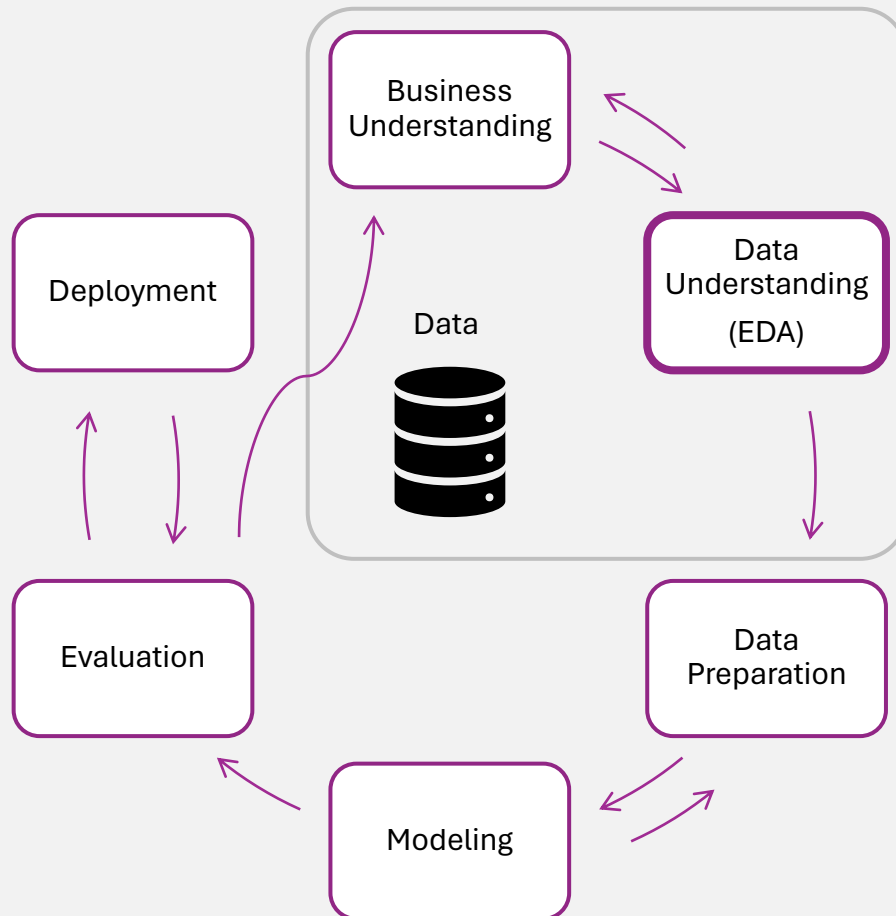 Business
Understanding
Data
Understanding
(EDA)
Deployment
Data
Evaluation
Data
Preparation
Modeling